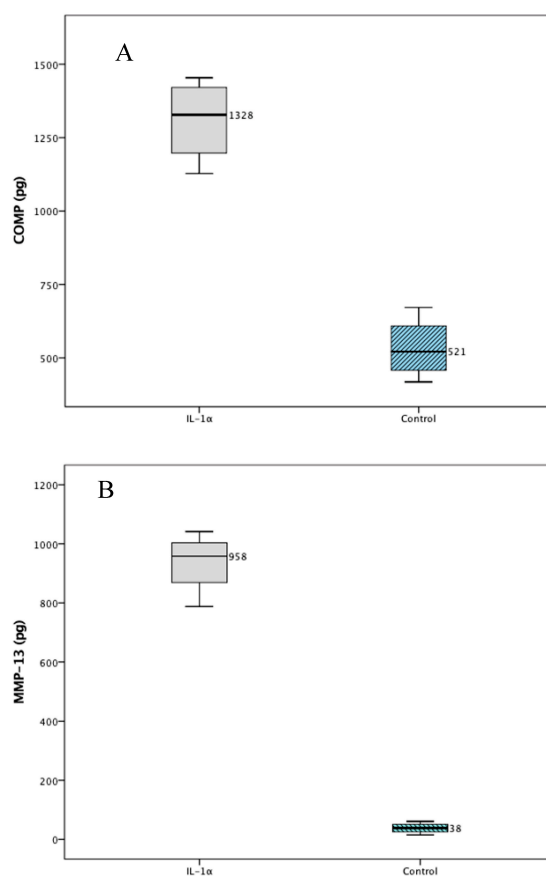 A
1500
1250
1000
750
500
COMP (pg)
1328
521
IL-1α
Control
B
1200
1000
800
600
400
200
0
MMP-13 (pg)
958
38
IL-1α
Control